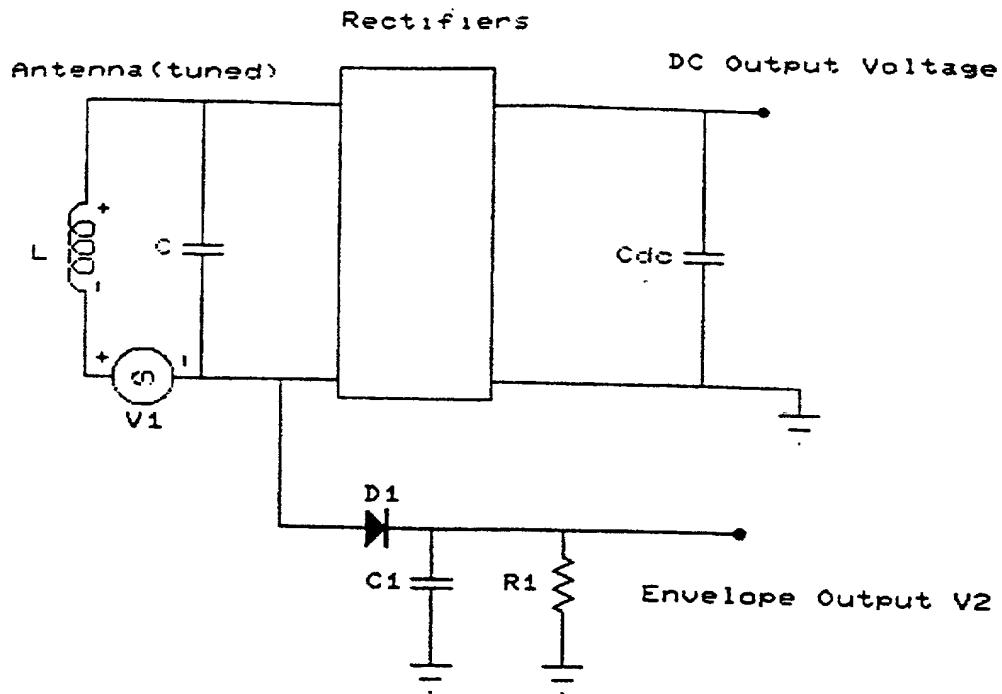 Rectifiers
Antenna(tuned)
DC Output Voltage
+
L
C
Cdc
-
+
-
S
V1
D1
C1
R1
Envelope Output V2